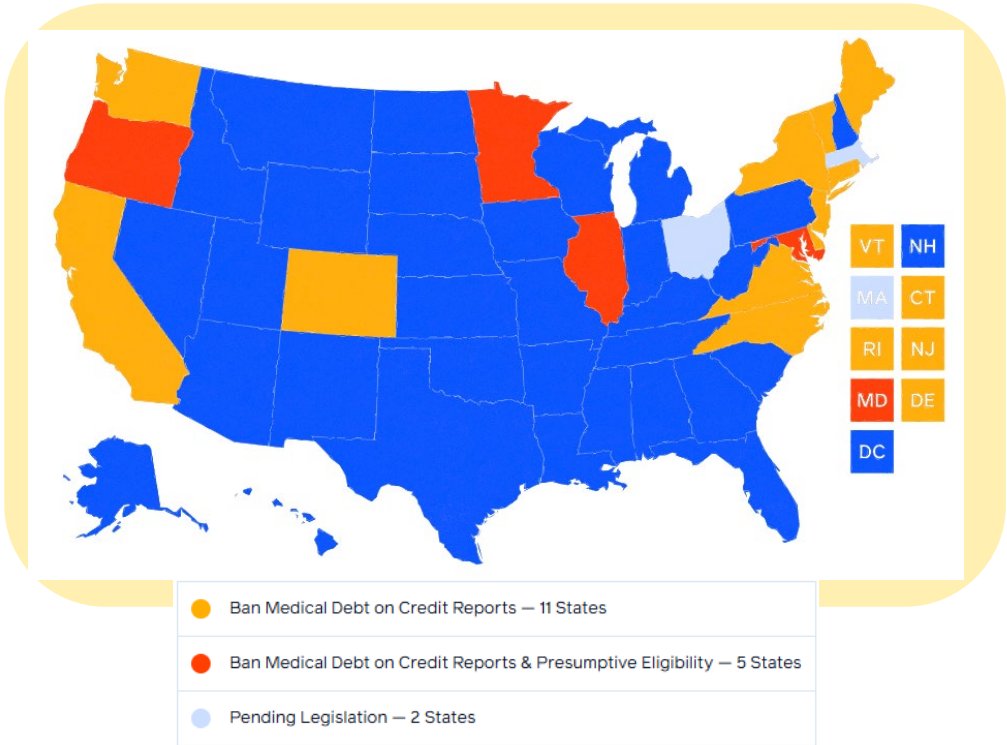 VT NH
MA CT
RI NJ
MD DE
DC
Ban Medical Debt on Credit Reports — 11 States
Ban Medical Debt on Credit Reports & Presumptive Eligibility — 5 States
Pending Legislation — 2 States